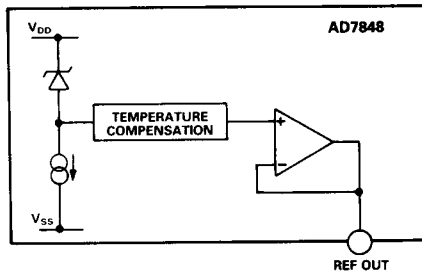 AD7848
VDD
TEMPERATURE
COMPENSATION
+
−
VSS
REF OUT